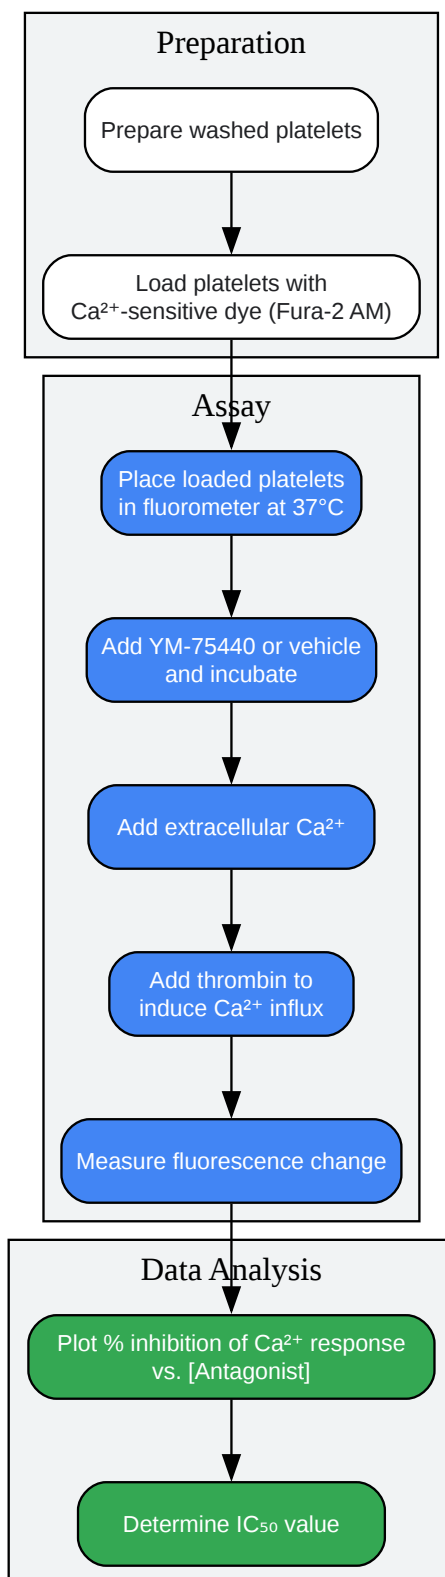 Preparation
Prepare washed platelets
Load platelets with
Ca²⁺-sensitive dye (Fura-2 AM)
Assay
Place loaded platelets
in fluorometer at 37°C
Add YM-75440 or vehicle
and incubate
Add extracellular Ca²⁺
Add thrombin to
induce Ca²⁺ influx
Measure fluorescence change
Data Analysis
Plot % inhibition of Ca²⁺ response
vs. [Antagonist]
Determine IC₅₀ value